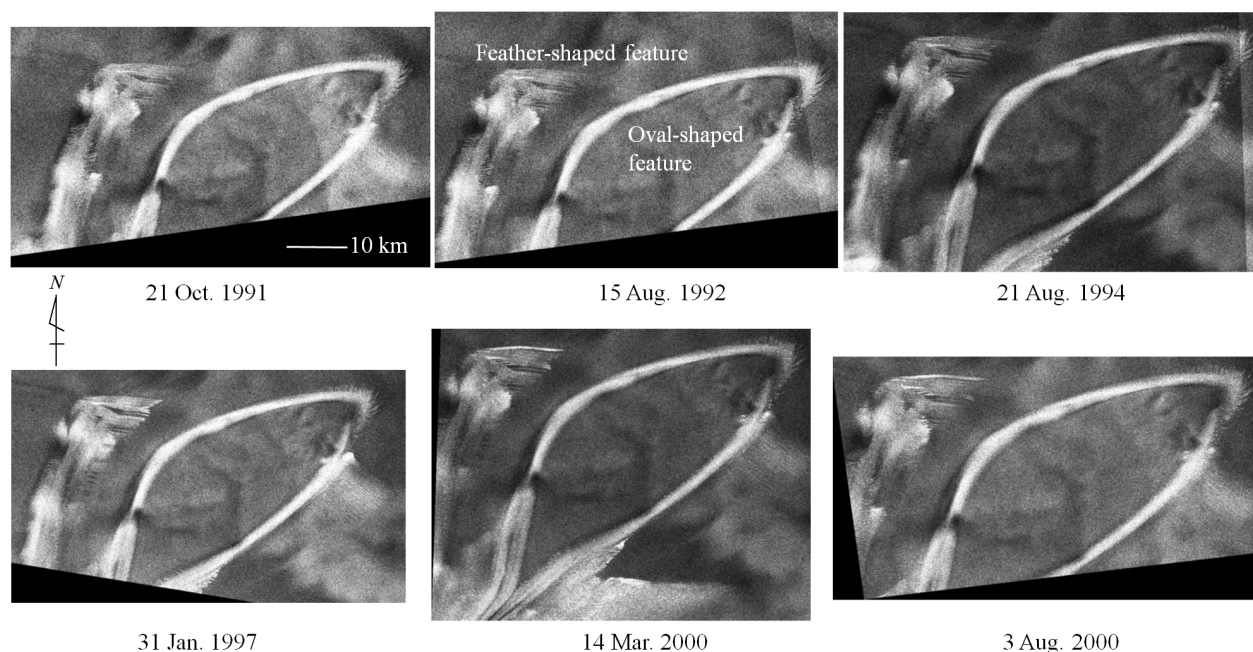 Feather-shaped feature
Oval-shaped
feature
10 km
21 Oct. 1991
15 Aug. 1992
21 Aug. 1994
N
31 Jan. 1997
14 Mar. 2000
3 Aug. 2000